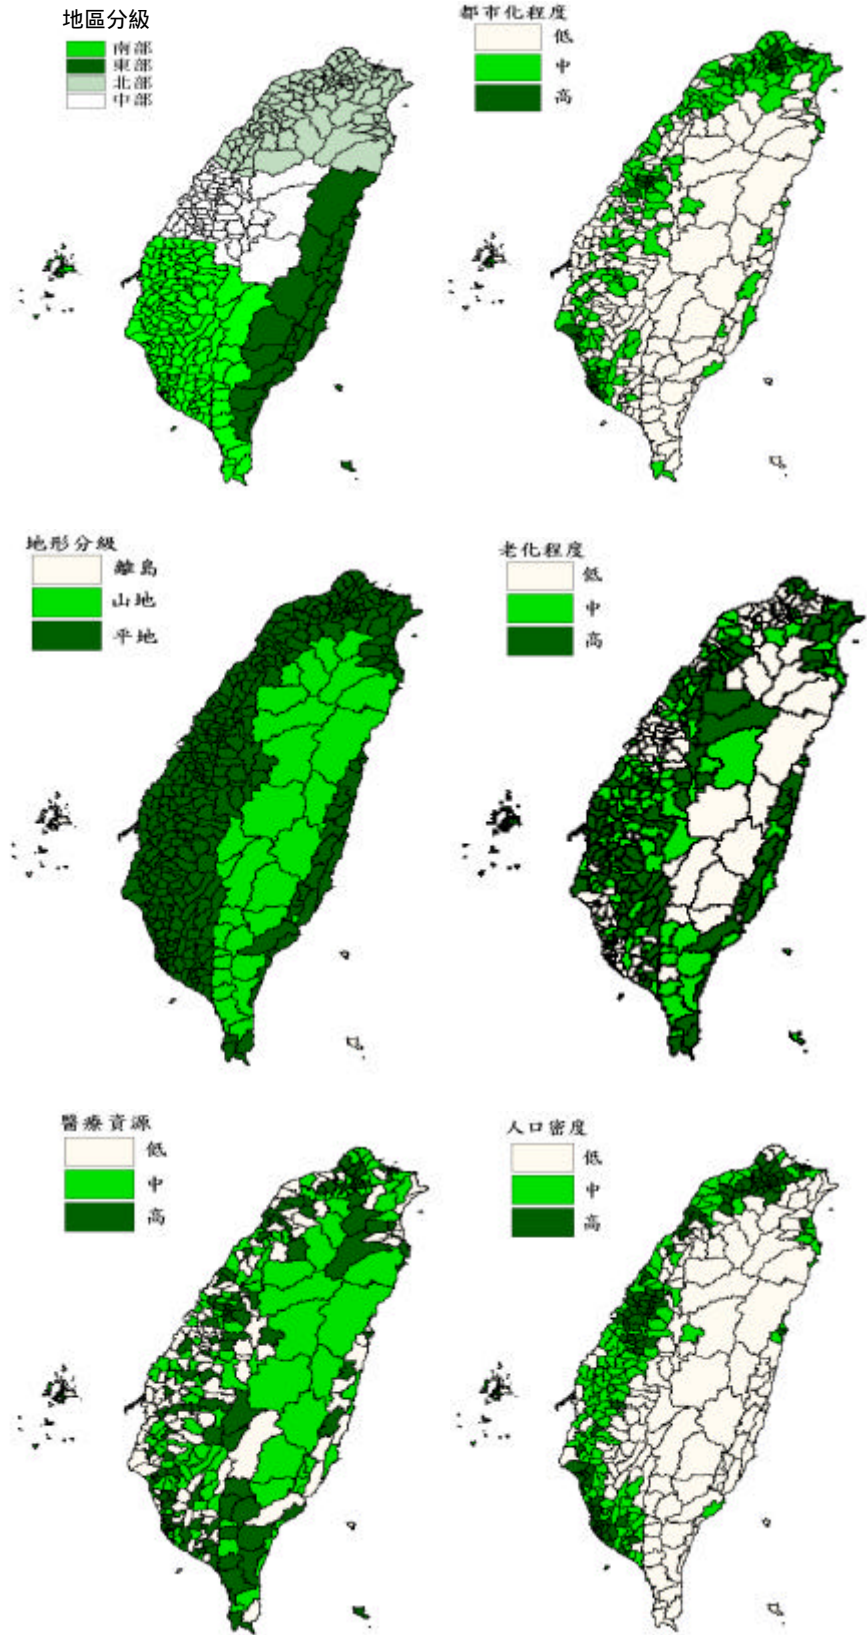 地區分級
南部
東部
北部
中部
都市化程度
低
中
高
地形分級
離島
山地
平地
老化程度
低
中
高
醫療資源
低
中
高
人口密度
低
中
高